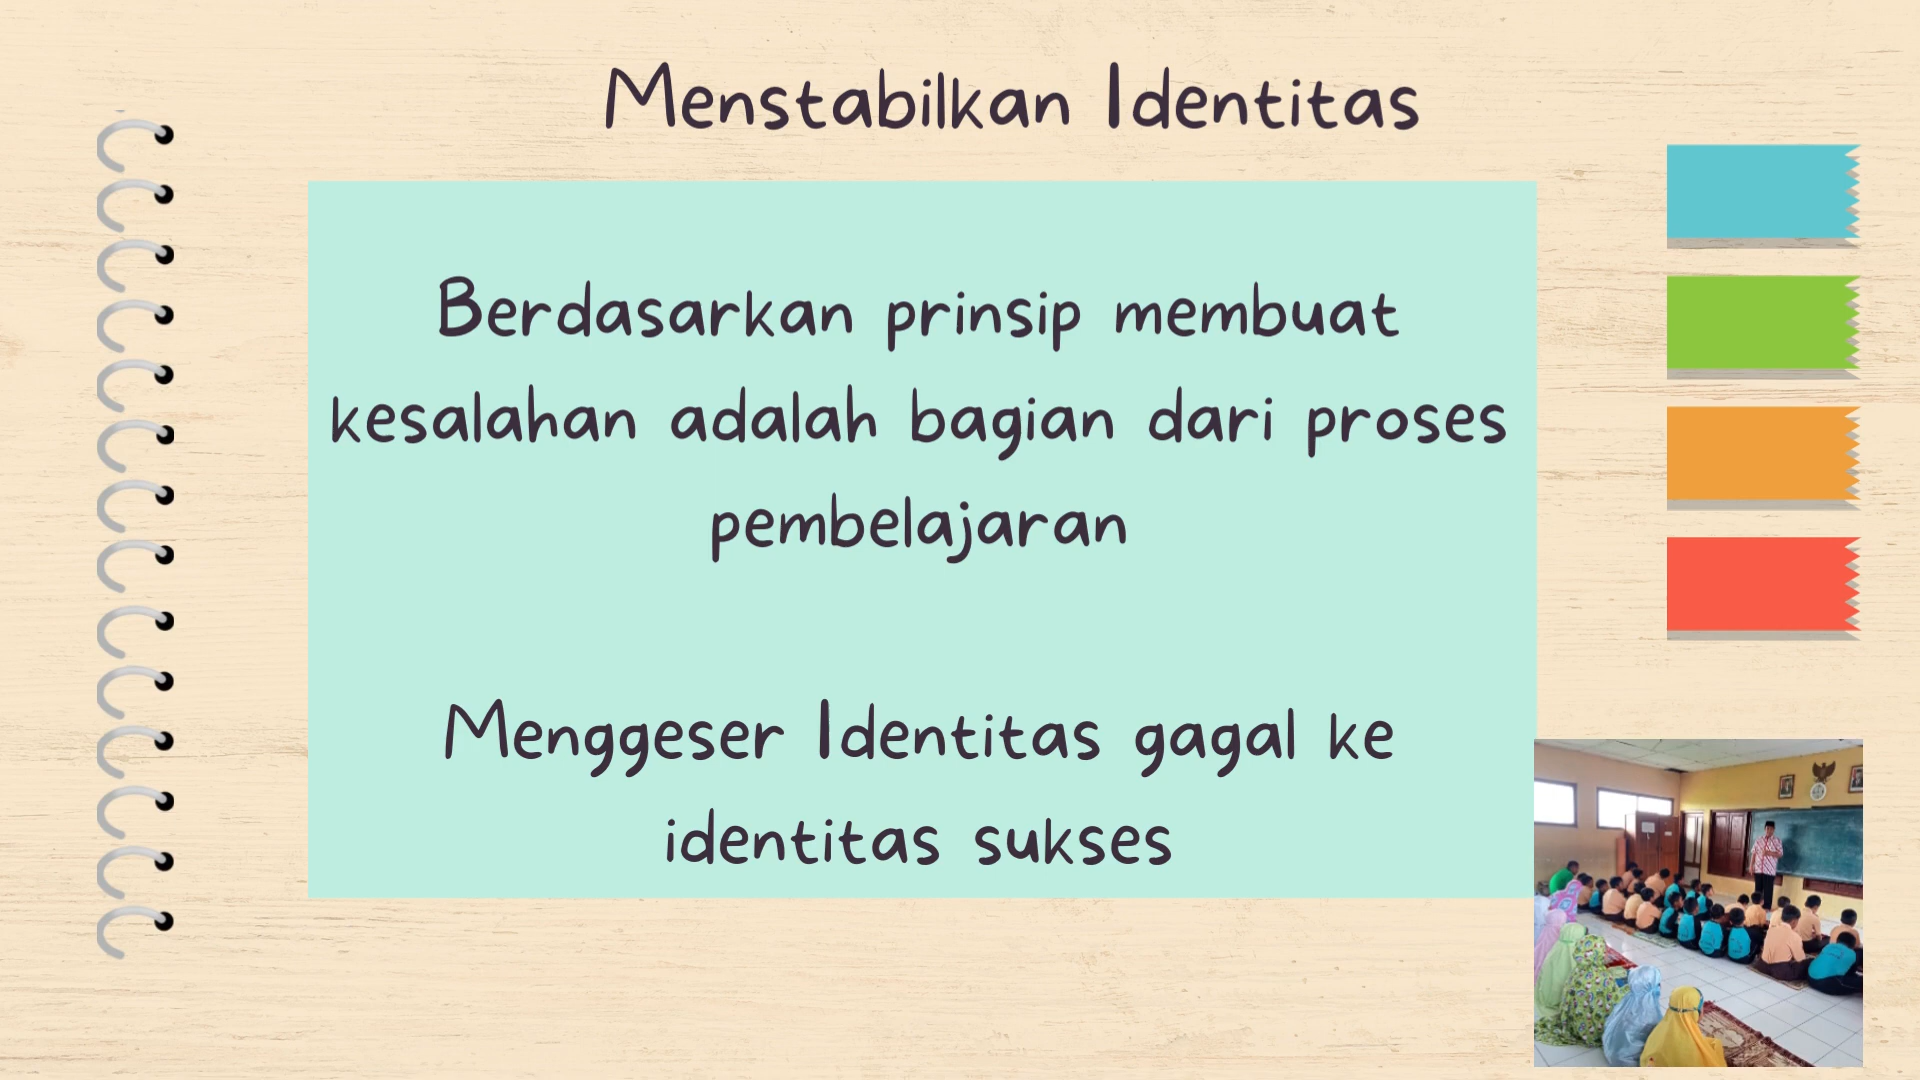 Menstabilkan Identitas
Berdasarkan prinsip membuat
kesalahan adalah bagian dari proses
pembelajaran
Menggeser Identitas gagal ke
identitas sukses